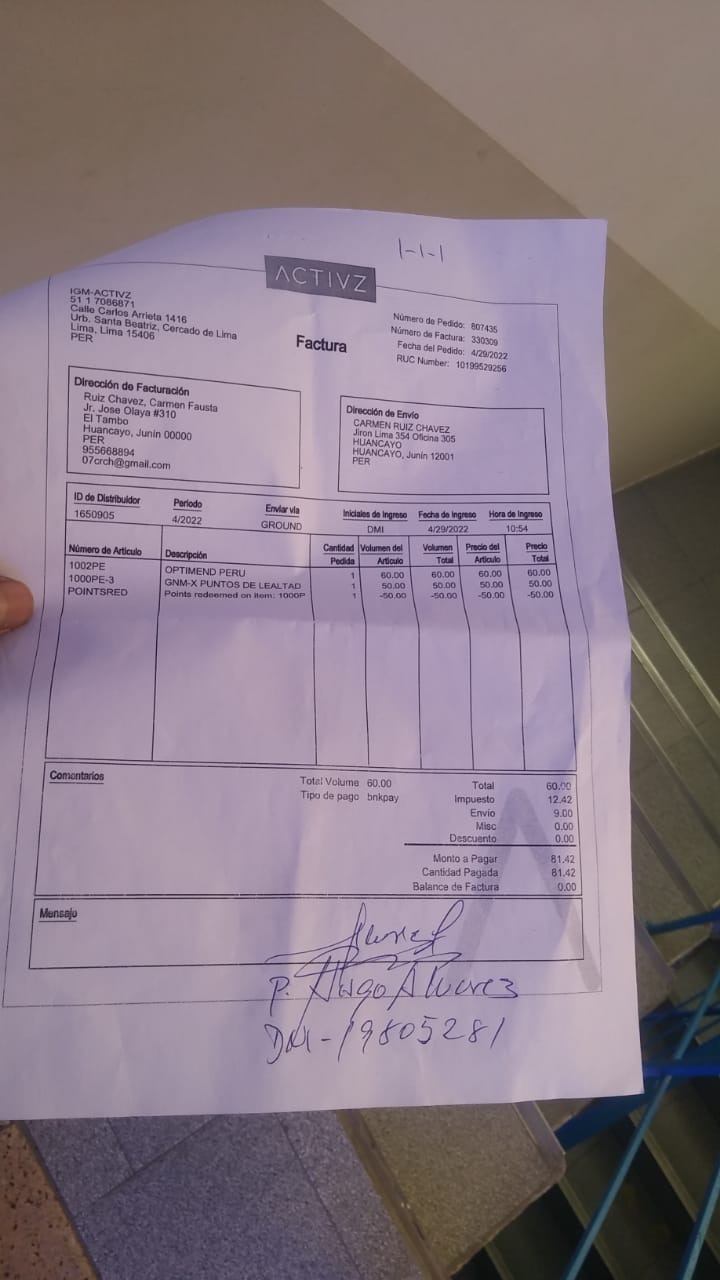 1-1-1
ACTIVZ
IGM-ACTIVZ
51 1 7086871
Calle Carlos Arrieta 1416
Urb. Santa Beatriz, Cercado de Lima
Lima, Lima 15406
PER
Factura
Número de Pedido: 807435
Número de Factura: 330309
Fecha del Pedido: 4/29/2022
RUC Number: 10199529256
Dirección de Facturación
Ruiz Chavez, Carmen Fausta
Jr. Jose Olaya #310
El Tambo
Huancayo, Junin 00000
PER
955668894
07crch@gmail.com
Dirección de Envío
CARMEN RUIZ CHAVEZ
Jiron Lima 354 Oficina 305
HUANCAYO
HUANCAYO, Junin 12001
PER
ID de Distribuidor Periodo Enviar via Iniciales de Ingreso Fecha de Ingreso Hora de Ingreso
1650905 4/2022 GROUND DMI 4/29/2022 10:54
Número de Articulo Descripción Cantidad Pedida Volumen del Articulo Volumen Total Precio del Articulo Precio Total
1002PE OPTIMEND PERU 1 60.00 60.00 60.00 60.00
1000PE-3 GNM-X PUNTOS DE LEALTAD 1 50.00 50.00 50.00 50.00
POINTSRED Points redeemed on item: 1000P 1 -50.00 -50.00 -50.00 -50.00
Comentarios
Total Volume 60.00
Tipo de pago bnkpay
Total 60.00
Impuesto 12.42
Envio 9.00
Misc 0.00
Descuento 0.00
Monto a Pagar 81.42
Cantidad Pagada 81.42
Balance de Factura 0.00
Mensaje
P. Hugo Alvarez
DNI-19805281